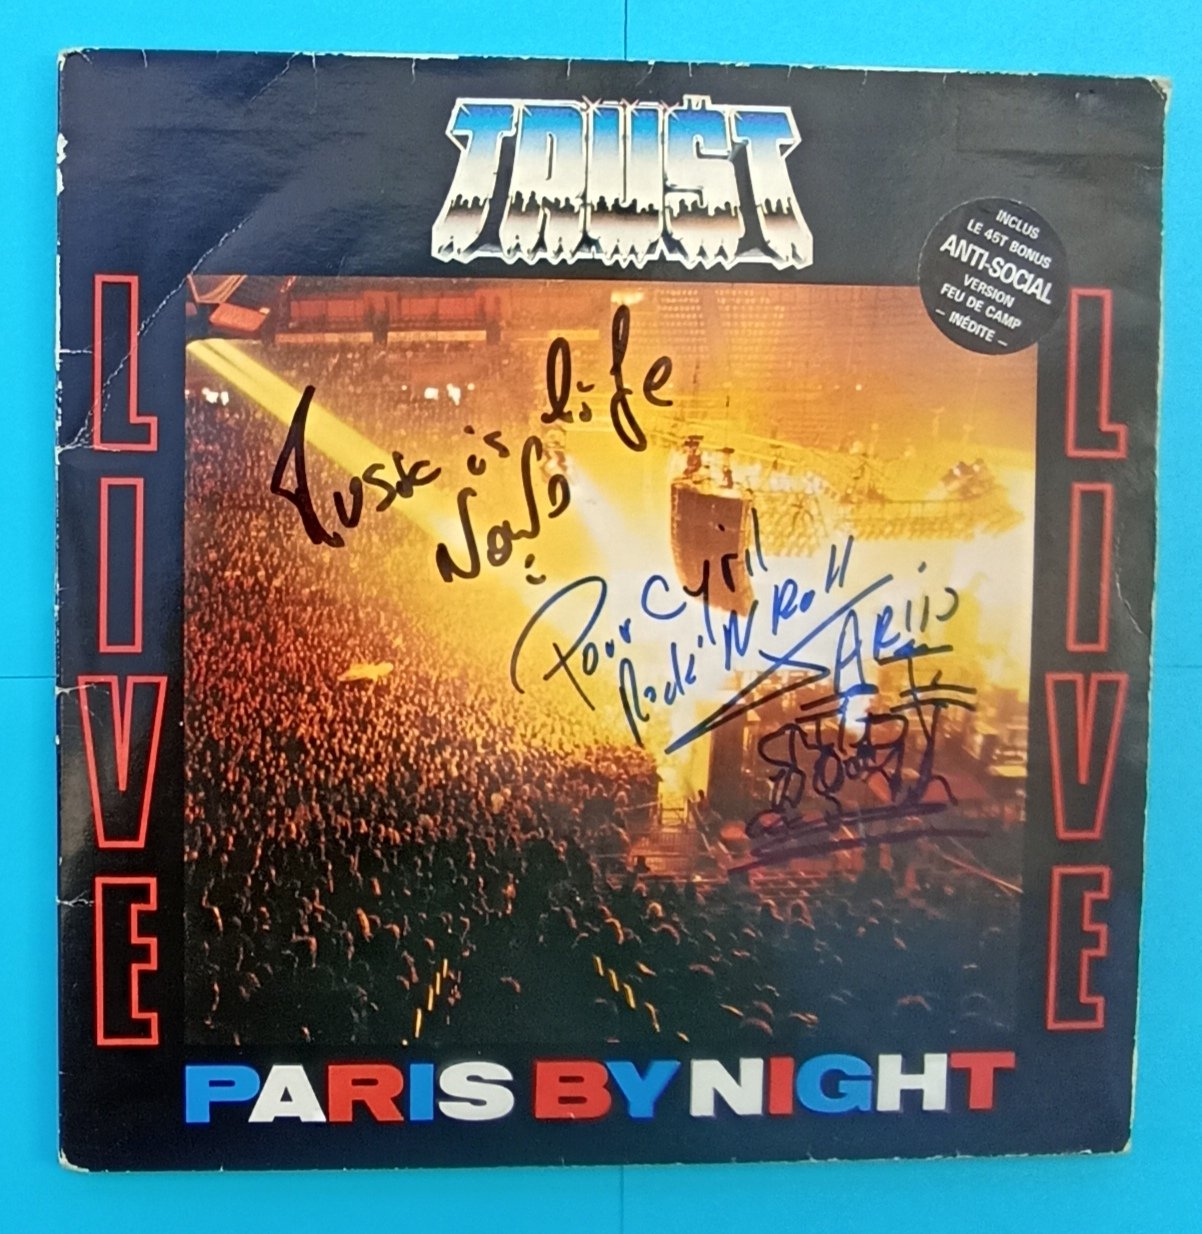 TRUST
INCLUS
LE 45T BONUS
ANTI-SOCIAL
VERSION
FEU DE CAMP
– INÉDITE –
LIVE
LIVE
Music is life
Nono
Pour Cyril
Rock'N Roll
PARIS BY NIGHT